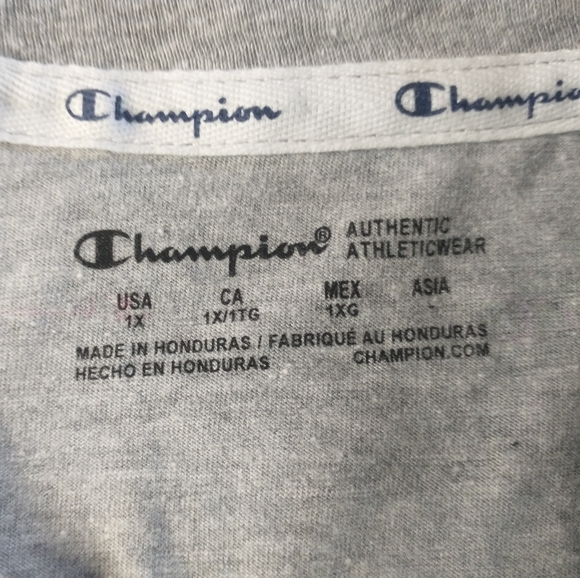 Champion Champio
Champion® AUTHENTIC
ATHLETICWEAR
USA CA MEX ASIA
1X 1X/1TG 1XG -
MADE IN HONDURAS / FABRIQUÉ AU HONDURAS
HECHO EN HONDURAS CHAMPION.COM